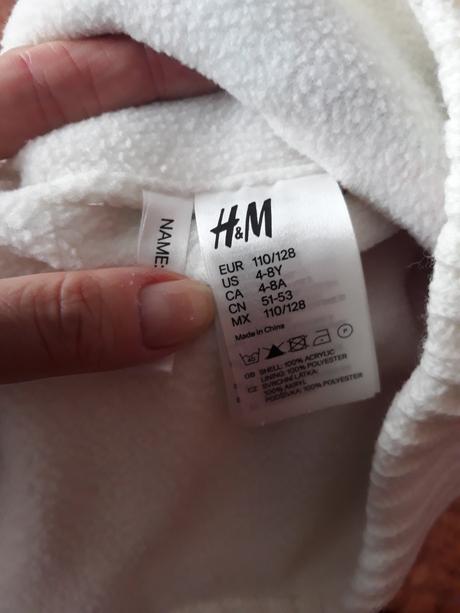 NAME:
H&M
EUR 110/128
US 4-8Y
CA 4-8A
CN 51-53
MX 110/128
Made in China
GB SHELL: 100% ACRYLIC
LINING: 100% POLYESTER
CZ SVRCHNÍ LÁTKA:
100% AKRYL
PODŠÍVKA: 100% POLYESTER